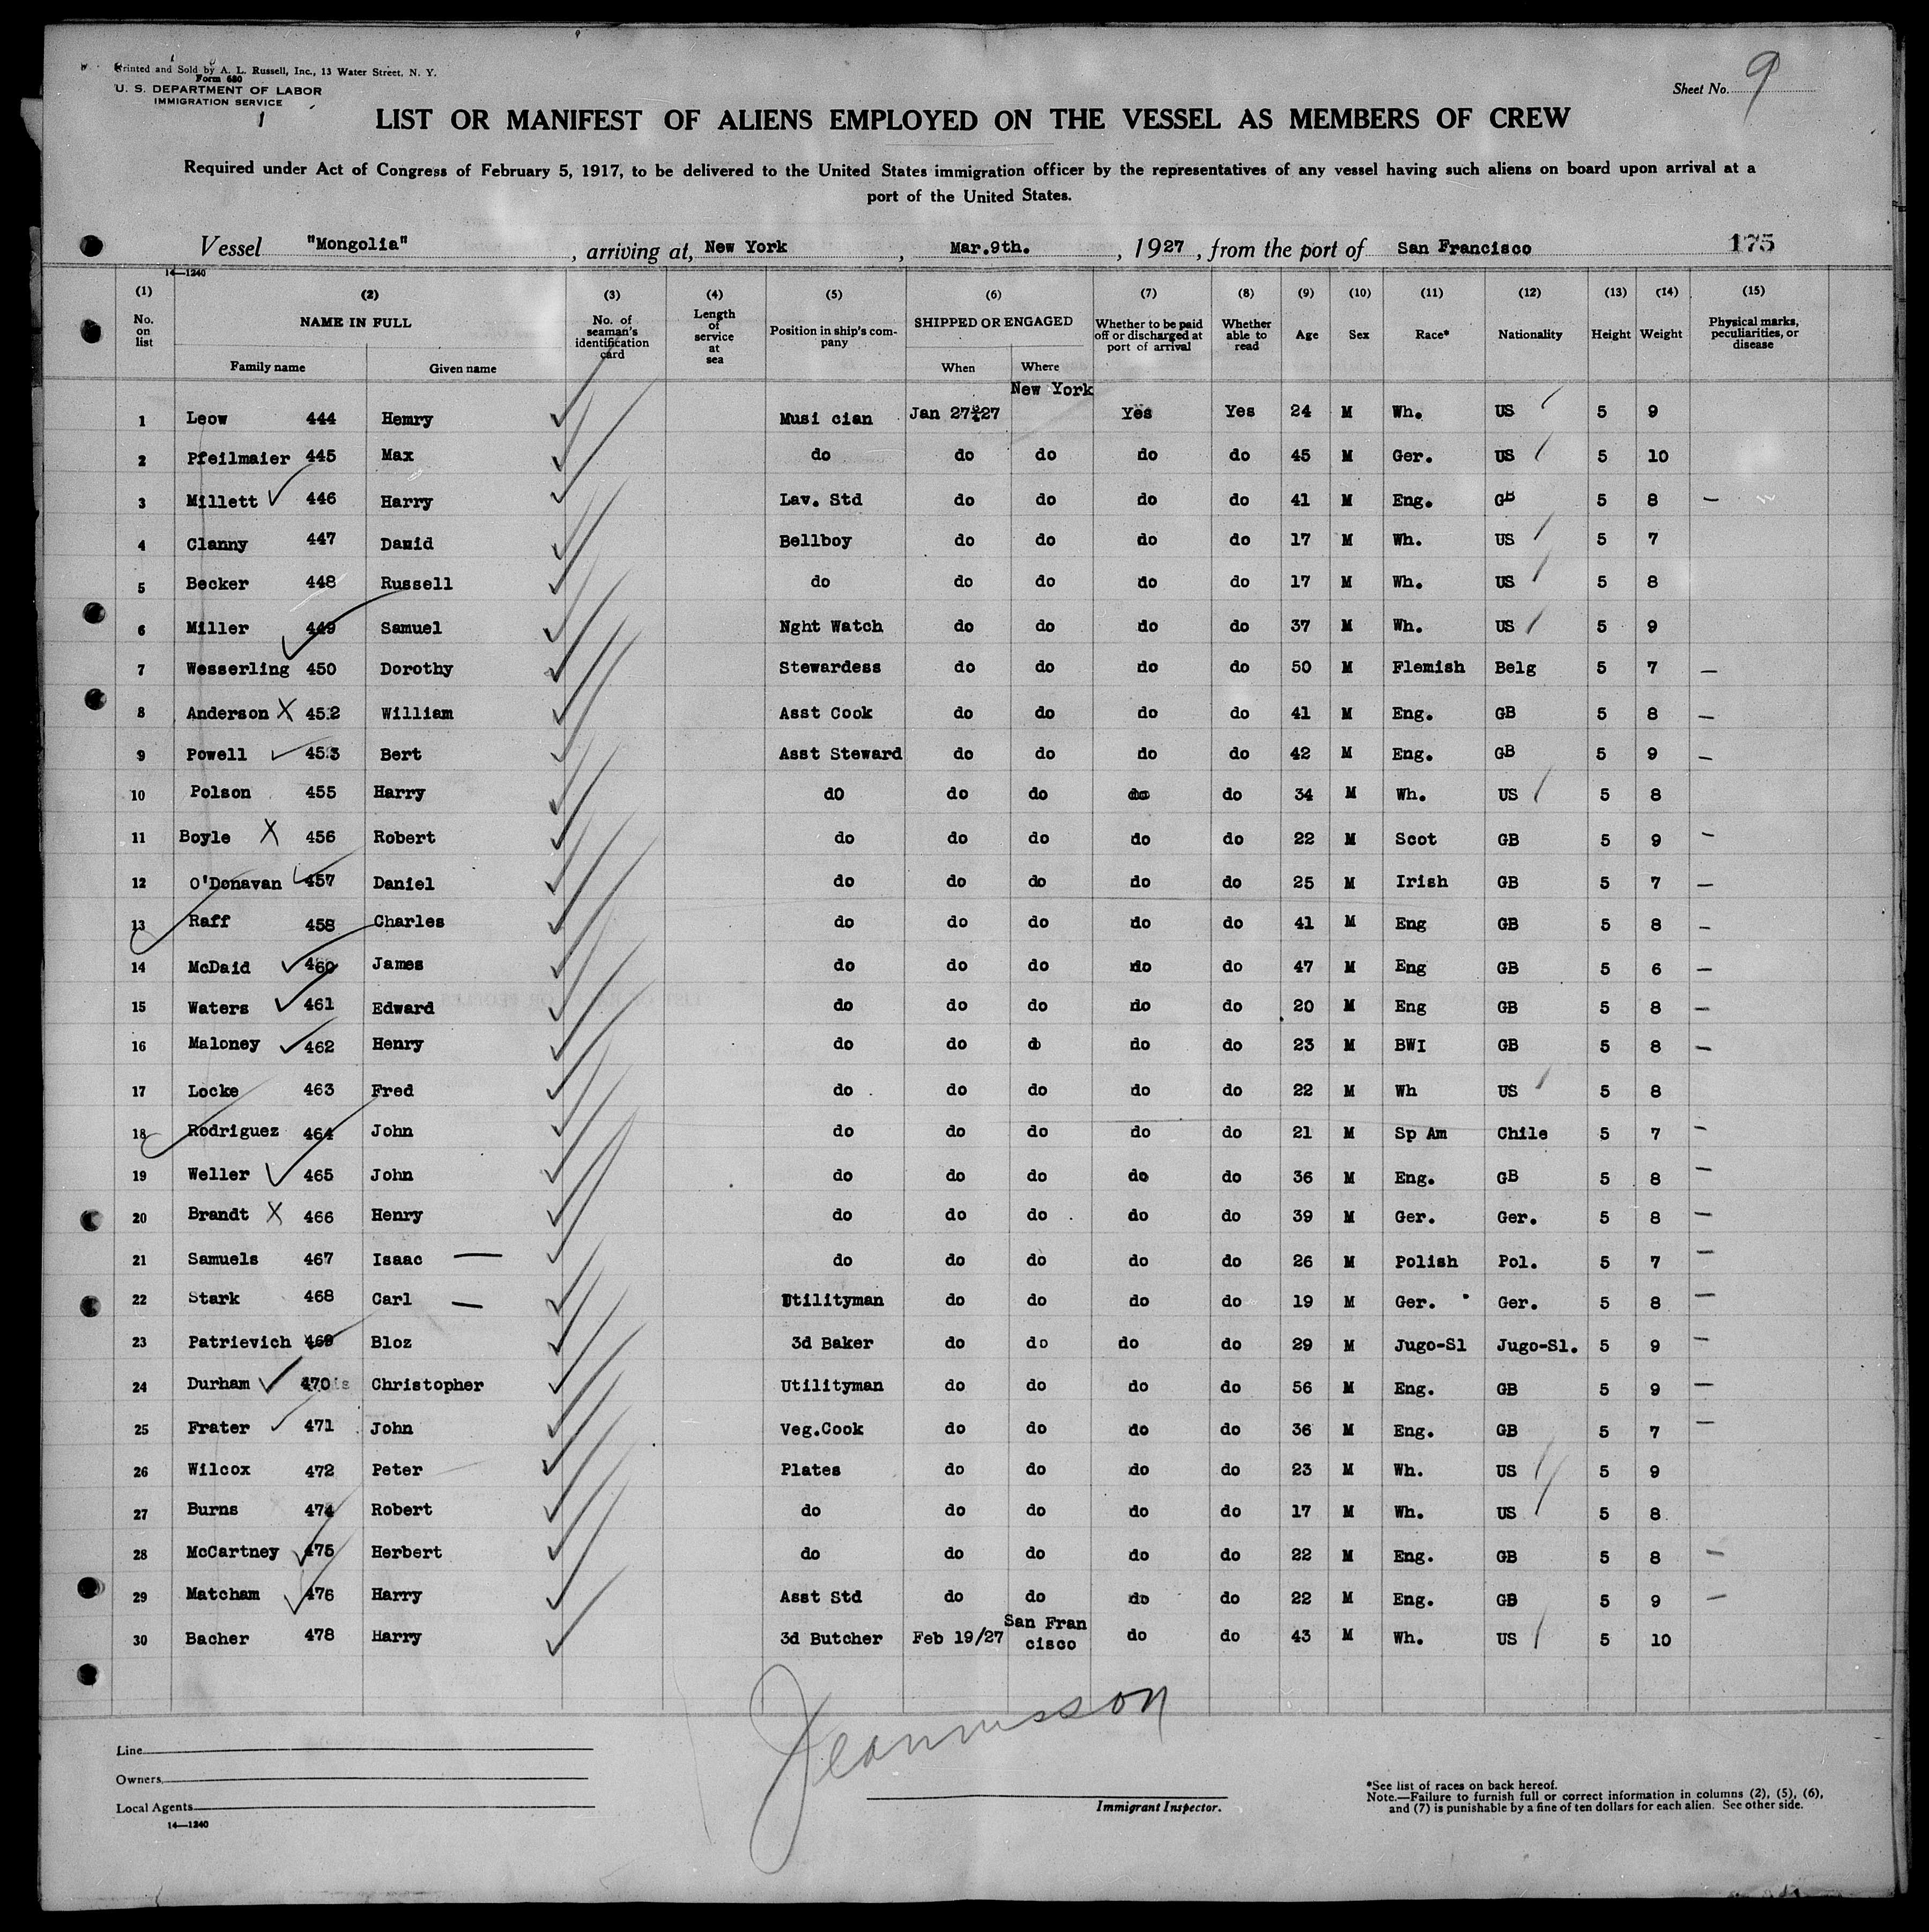 Printed and Sold by A. L. Russell, Inc., 13 Water Street, N. Y.
Form 680
U. S. DEPARTMENT OF LABOR
IMMIGRATION SERVICE
Sheet No. 9
LIST OR MANIFEST OF ALIENS EMPLOYED ON THE VESSEL AS MEMBERS OF CREW
Required under Act of Congress of February 5, 1917, to be delivered to the United States immigration officer by the representatives of any vessel having such aliens on board upon arrival at a
port of the United States.
Vessel "Mongolia", arriving at, New York, Mar.9th., 1927, from the port of San Francisco 175
14—1240
(1) (2) (3) (4) (5) (6) (7) (8) (9) (10) (11) (12) (13) (14) (15)
No. on list NAME IN FULL No. of seaman's identification card Length of service at sea Position in ship's company SHIPPED OR ENGAGED Whether to be paid off or discharged at port of arrival Whether able to read Age Sex Race* Nationality Height Weight Physical marks, peculiarities, or disease
Family name Given name When Where
New York
1 Leow 444 Hemry Musi cian Jan 27 27 Yes Yes 24 M Wh. US 5 9
2 Pfeilmaier 445 Max do do do do do 45 M Ger. US 5 10
3 Millett 446 Harry Lav. Std do do do do 41 M Eng. GB 5 8 —
4 Clanny 447 David Bellboy do do do do 17 M Wh. US 5 7
5 Becker 448 Russell do do do do do 17 M Wh. US 5 8
6 Miller 449 Samuel Nght Watch do do do do 37 M Wh. US 5 9
7 Wesserling 450 Dorothy Stewardess do do do do 50 M Flemish Belg 5 7 —
8 Anderson X 452 William Asst Cook do do do do 41 M Eng. GB 5 8 —
9 Powell 453 Bert Asst Steward do do do do 42 M Eng. GB 5 9 —
10 Polson 455 Harry dO do do do do 34 M Wh. US 5 8
11 Boyle X 456 Robert do do do do do 22 M Scot GB 5 9 —
12 O'Donavan 457 Daniel do do do do do 25 M Irish GB 5 7 —
13 Raff 458 Charles do do do do do 41 M Eng GB 5 8 —
14 McDaid 460 James do do do do do 47 M Eng GB 5 6 —
15 Waters 461 Edward do do do do do 20 M Eng GB 5 8 —
16 Maloney 462 Henry do do do do do 23 M BWI GB 5 8 —
17 Locke 463 Fred do do do do do 22 M Wh US 5 8
18 Rodriguez 464 John do do do do do 21 M Sp Am Chile 5 7 —
19 Weller 465 John do do do do do 36 M Eng. GB 5 8 —
20 Brandt X 466 Henry do do do do do 39 M Ger. Ger. 5 8 —
21 Samuels 467 Isaac — do do do do do 26 M Polish Pol. 5 7 —
22 Stark 468 Carl — Utilityman do do do do 19 M Ger. Ger. 5 8 —
23 Patrievich 469 Bloz 3d Baker do do do do 29 M Jugo-Sl Jugo-Sl. 5 9 —
24 Durham 470 Christopher Utilityman do do do do 56 M Eng. GB 5 9 —
25 Frater 471 John Veg.Cook do do do do 36 M Eng. GB 5 7 —
26 Wilcox 472 Peter Plates do do do do 23 M Wh. US 5 9
27 Burns 474 Robert do do do do do 17 M Wh. US 5 8
28 McCartney 475 Herbert do do do do do 22 M Eng. GB 5 8 —
29 Matcham 476 Harry Asst Std do do do do 22 M Eng. GB 5 9 —
30 Bacher 478 Harry 3d Butcher Feb 19/27 San Fran cisco do do 43 M Wh. US 5 10
Line
Owners
Local Agents
14—1240
Immigrant Inspector.
*See list of races on back hereof.
Note.—Failure to furnish full or correct information in columns (2), (5), (6),
and (7) is punishable by a fine of ten dollars for each alien. See other side.